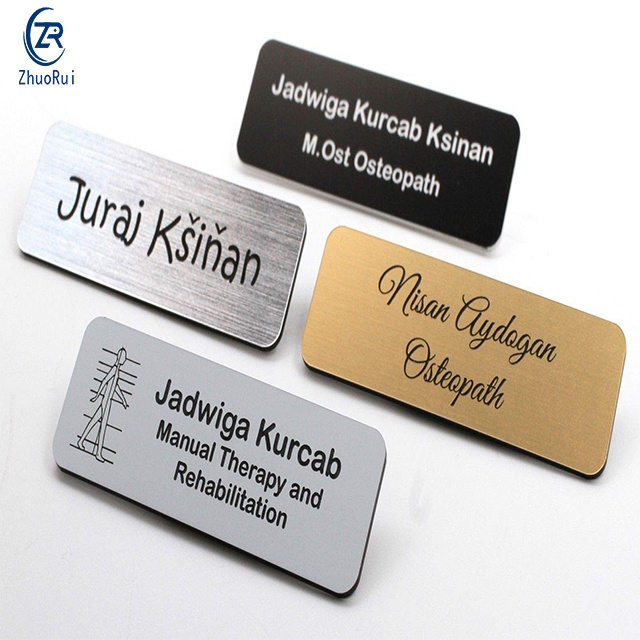 ZR
ZhuoRui
Jadwiga Kurcab Ksinan
M.Ost Osteopath
Juraj Kšiňan
Nisan Aydogan
Osteopath
Jadwiga Kurcab
Manual Therapy and
Rehabilitation